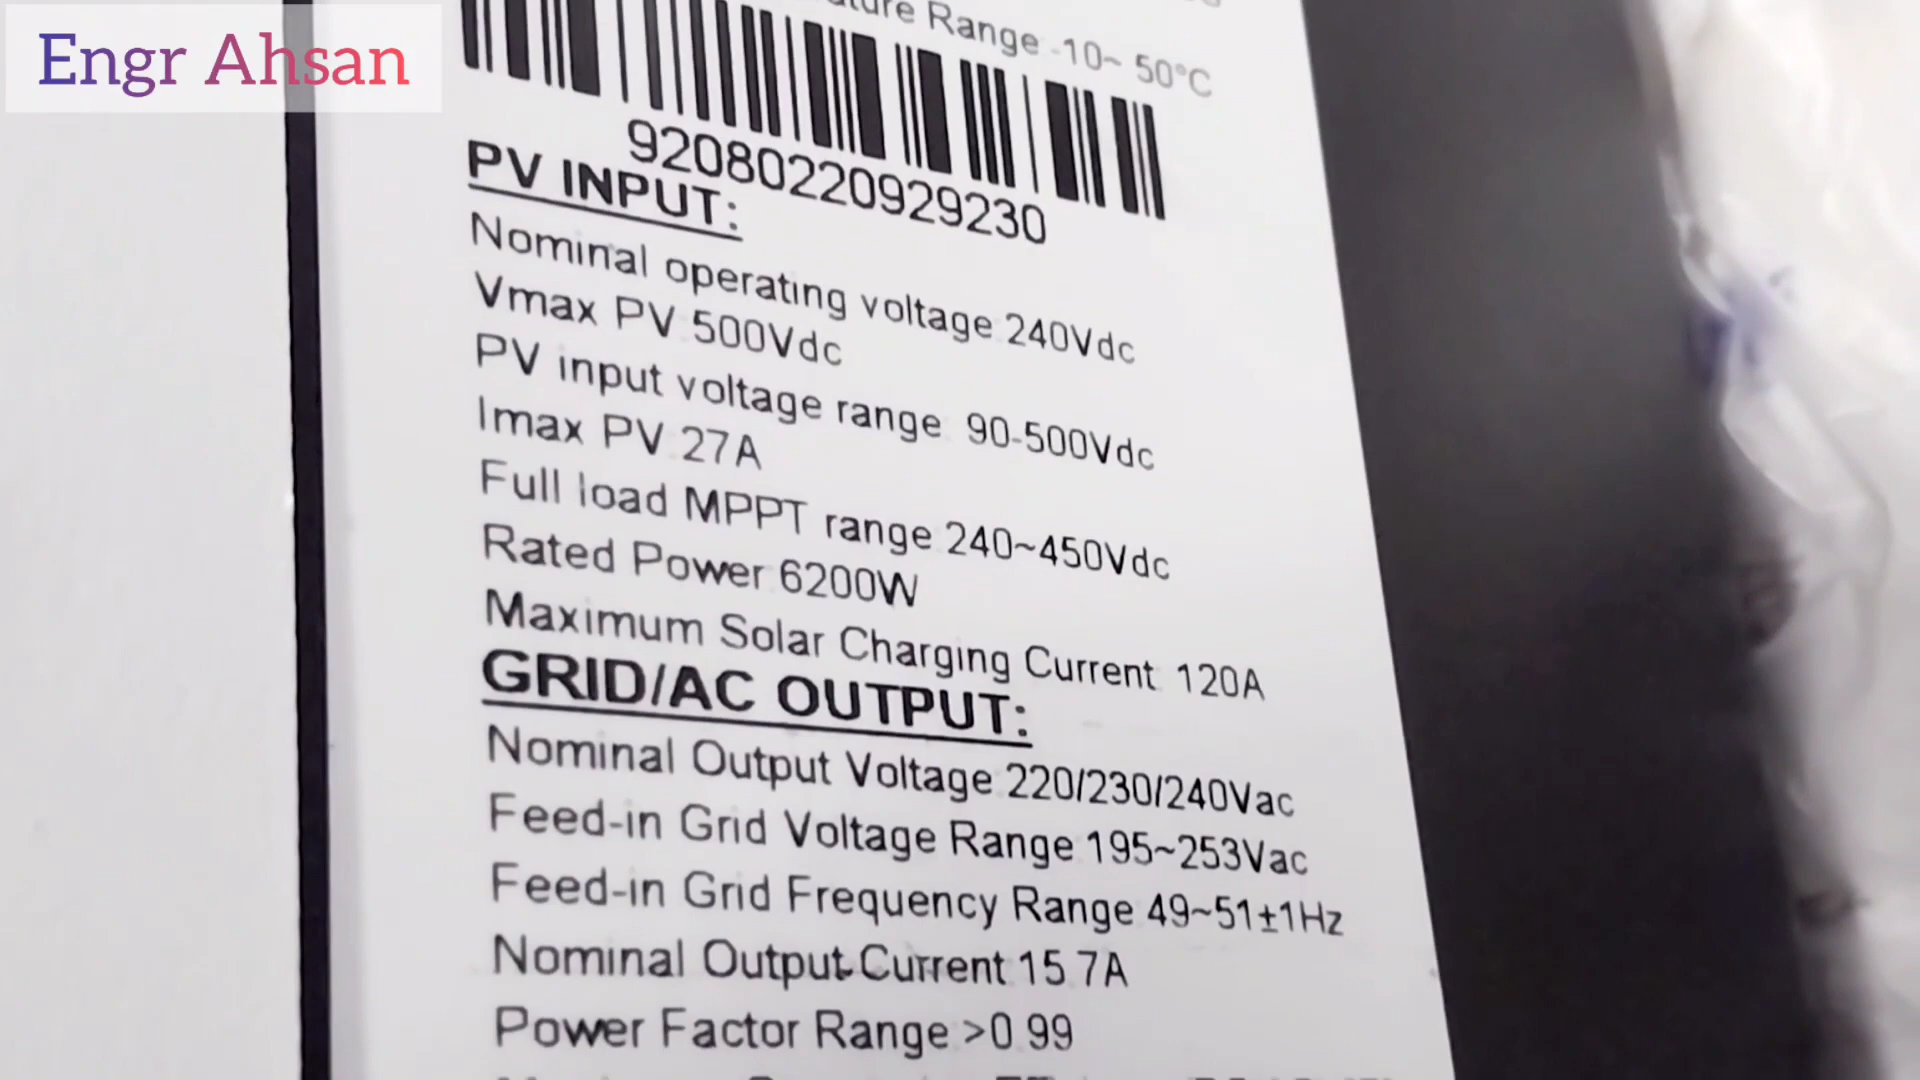 Engr Ahsan
Range -10~ 50°C
9208022092923​0
PV INPUT:
Nominal operating voltage 240Vdc
Vmax PV 500Vdc
PV input voltage range 90-500Vdc
Imax PV 27A
Full load MPPT range 240~450Vdc
Rated Power 6200W
Maximum Solar Charging Current 120A
GRID/AC OUTPUT:
Nominal Output Voltage 220/230/240Vac
Feed-in Grid Voltage Range 195~253Vac
Feed-in Grid Frequency Range 49~51±1Hz
Nominal Output Current 15.7A
Power Factor Range >0.99